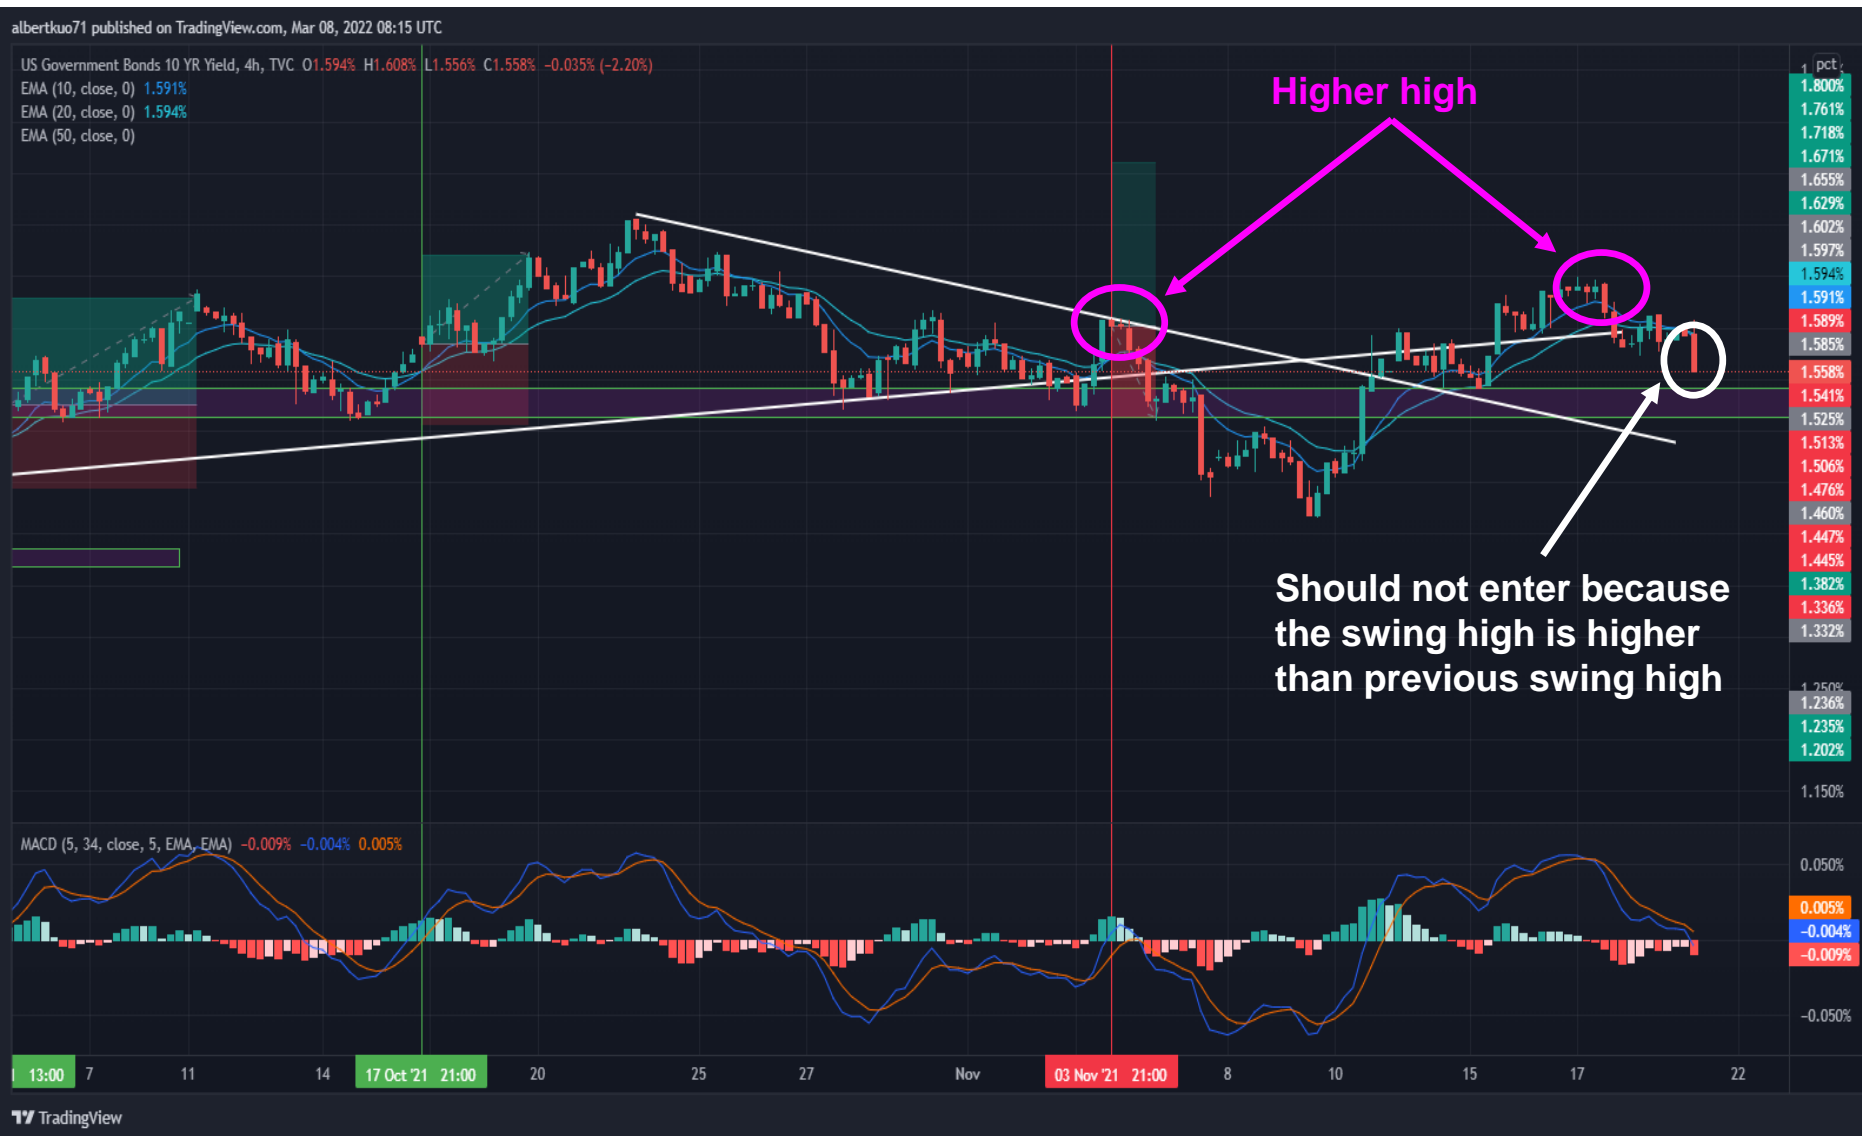 albertkuo71 published on TradingView.com, Mar 08, 2022 08:15 UTC
US Government Bonds 10 YR Yield, 4h, TVC O1.594% H1.608% L1.556% C1.558% −0.035% (−2.20%)
EMA (10, close, 0) 1.591%
EMA (20, close, 0) 1.594%
EMA (50, close, 0)
Higher high
pct
1.800%
1.761%
1.718%
1.671%
1.655%
1.629%
1.602%
1.597%
1.594%
1.591%
1.589%
1.585%
1.558%
1.541%
1.525%
1.513%
1.506%
1.476%
1.460%
1.447%
1.445%
1.382%
1.336%
1.332%
Should not enter because
the swing high is higher
than previous swing high
1.250%
1.236%
1.235%
1.202%
1.150%
MACD (5, 34, close, 5, EMA, EMA) −0.009% −0.004% 0.005%
0.050%
0.005%
−0.004%
−0.009%
−0.050%
13:00 7 11 14 17 Oct '21 21:00 20 25 27 Nov 03 Nov '21 21:00 8 10 15 17 22
TradingView